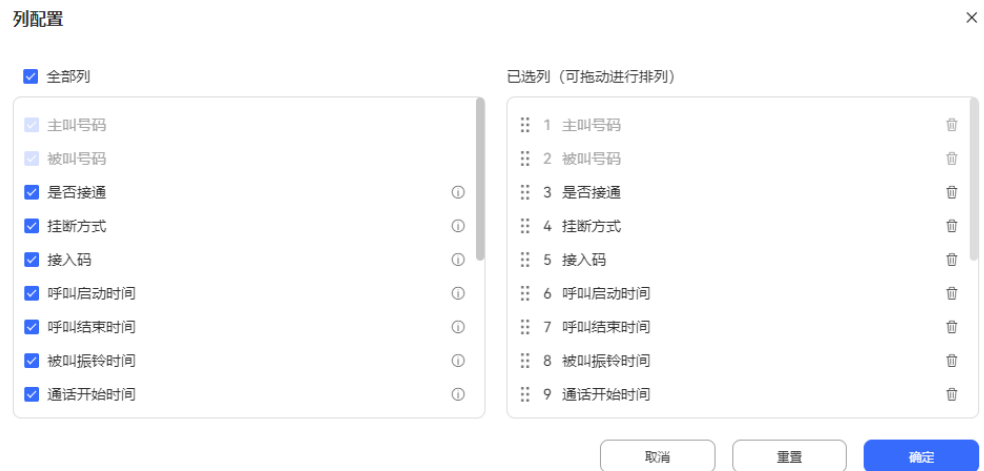 列配置
全部列
主叫号码
被叫号码
是否接通
挂断方式
接入码
呼叫启动时间
呼叫结束时间
被叫振铃时间
通话开始时间
已选列（可拖动进行排列）
1 主叫号码
2 被叫号码
3 是否接通
4 挂断方式
5 接入码
6 呼叫启动时间
7 呼叫结束时间
8 被叫振铃时间
9 通话开始时间
取消
重置
确定